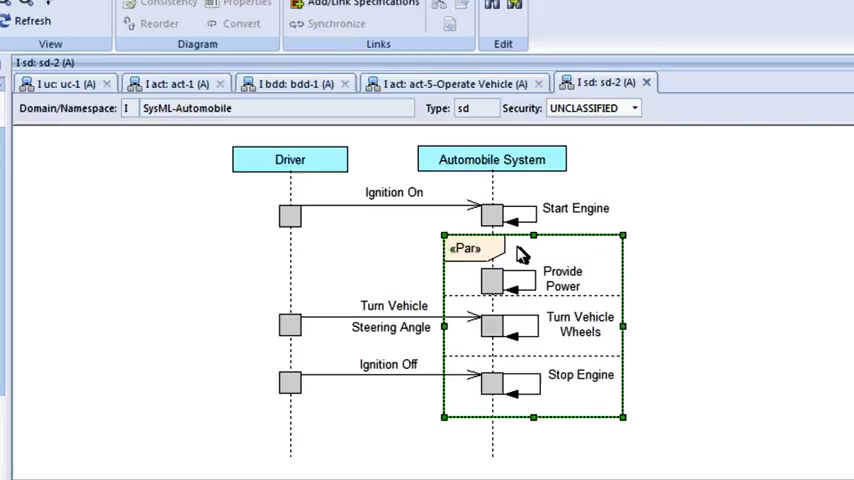 Consistency
Properties
Add/Link Specifications
Refresh
Reorder
Convert
Synchronize
View
Diagram
Links
Edit
I sd: sd-2 (A)
I uc: uc-1 (A)
I act: act-1 (A)
I bdd: bdd-1 (A)
I act: act-5-Operate Vehicle (A)
I sd: sd-2 (A)
Domain/Namespace: I SysML-Automobile Type: sd Security: UNCLASSIFIED
Driver
Automobile System
Ignition On
Start Engine
«Par»
Provide
Power
Turn Vehicle
Steering Angle
Turn Vehicle
Wheels
Ignition Off
Stop Engine